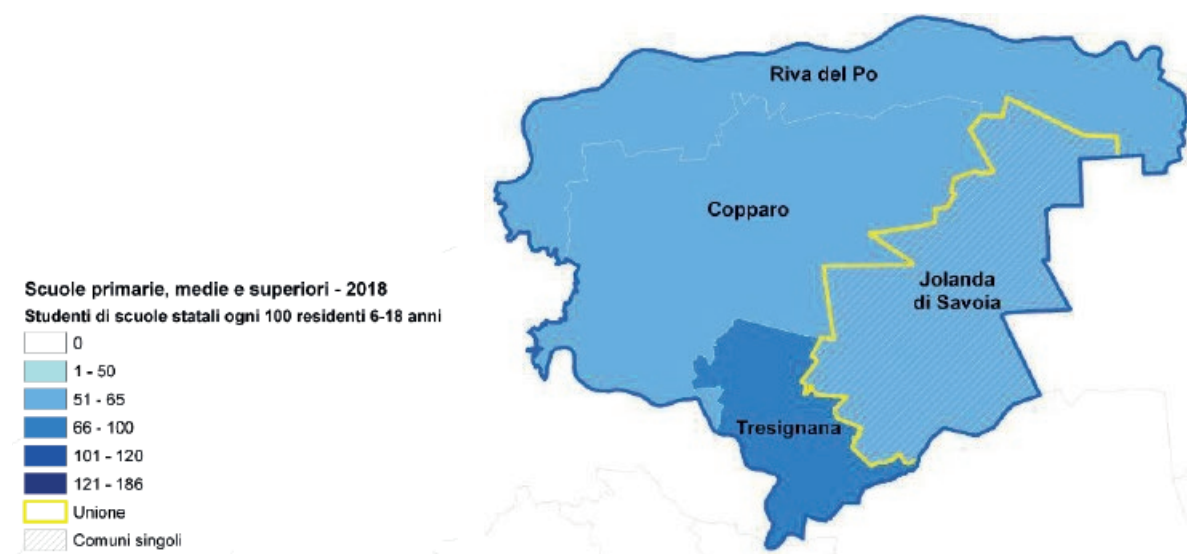 Riva del Po
Copparo
Jolanda
di Savoia
Tresignana
Scuole primarie, medie e superiori - 2018
Studenti di scuole statali ogni 100 residenti 6-18 anni
0
1 - 50
51 - 65
66 - 100
101 - 120
121 - 186
Unione
Comuni singoli